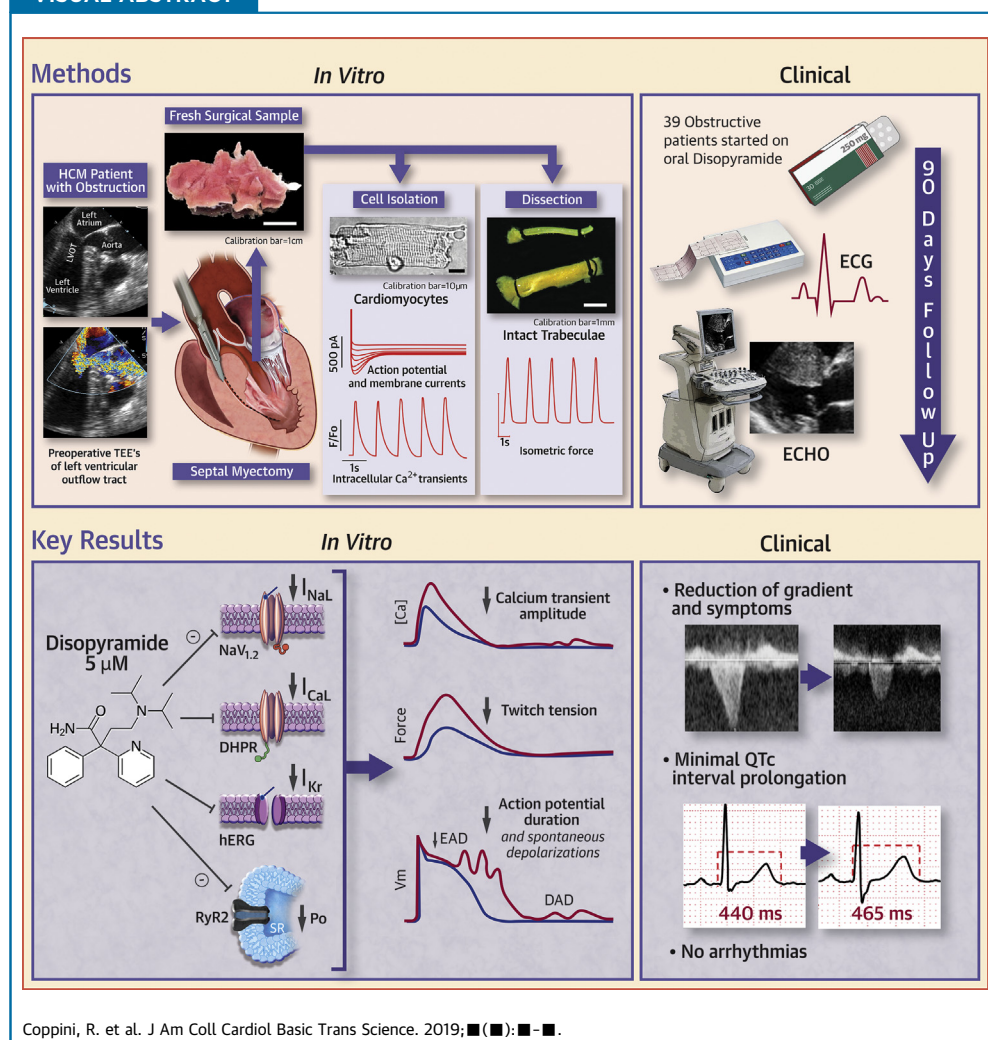 VISUAL ABSTRACT
Methods
In Vitro
Clinical
HCM Patient
with Obstruction
Left
Atrium
LVOT
Aorta
Left
Ventricle
Preoperative TEE's
of left ventricular
outflow tract
Fresh Surgical Sample
Calibration bar=1cm
Septal Myectomy
Cell Isolation
Calibration bar=10μm
Cardiomyocytes
500 pA
Action potential
and membrane currents
F/Fo
1s
Intracellular Ca2+ transients
Dissection
Calibration bar=1mm
Intact Trabeculae
1s
Isometric force
39 Obstructive
patients started on
oral Disopyramide
250 mg
ECG
ECHO
90 Days Follow Up
Key Results
In Vitro
Clinical
Disopyramide
5 μM
H2N
O
N
N
⊖
↓ INaL
NaV1.2
↓ ICaL
DHPR
↓ IKr
hERG
⊖
RyR2
SR
↓ Po
[Ca]
↓ Calcium transient
amplitude
Force
↓ Twitch tension
Vm
↓ EAD
Action potential
↓ duration
and spontaneous
depolarizations
DAD
• Reduction of gradient
and symptoms
• Minimal QTc
interval prolongation
440 ms
465 ms
• No arrhythmias
Coppini, R. et al. J Am Coll Cardiol Basic Trans Science. 2019;■(■):■-■.